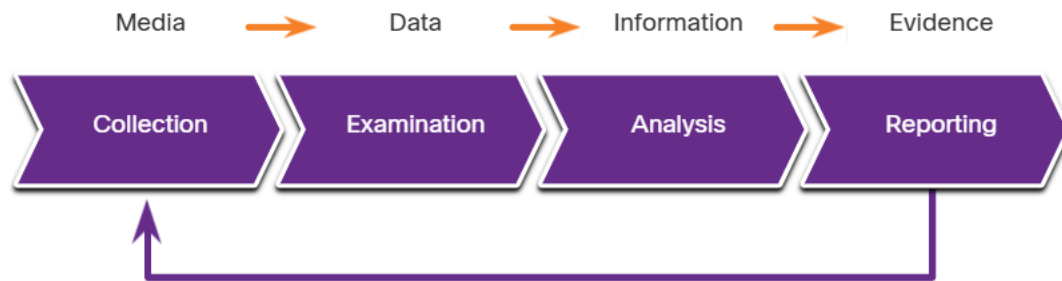 Media Data Information Evidence
Collection Examination Analysis Reporting